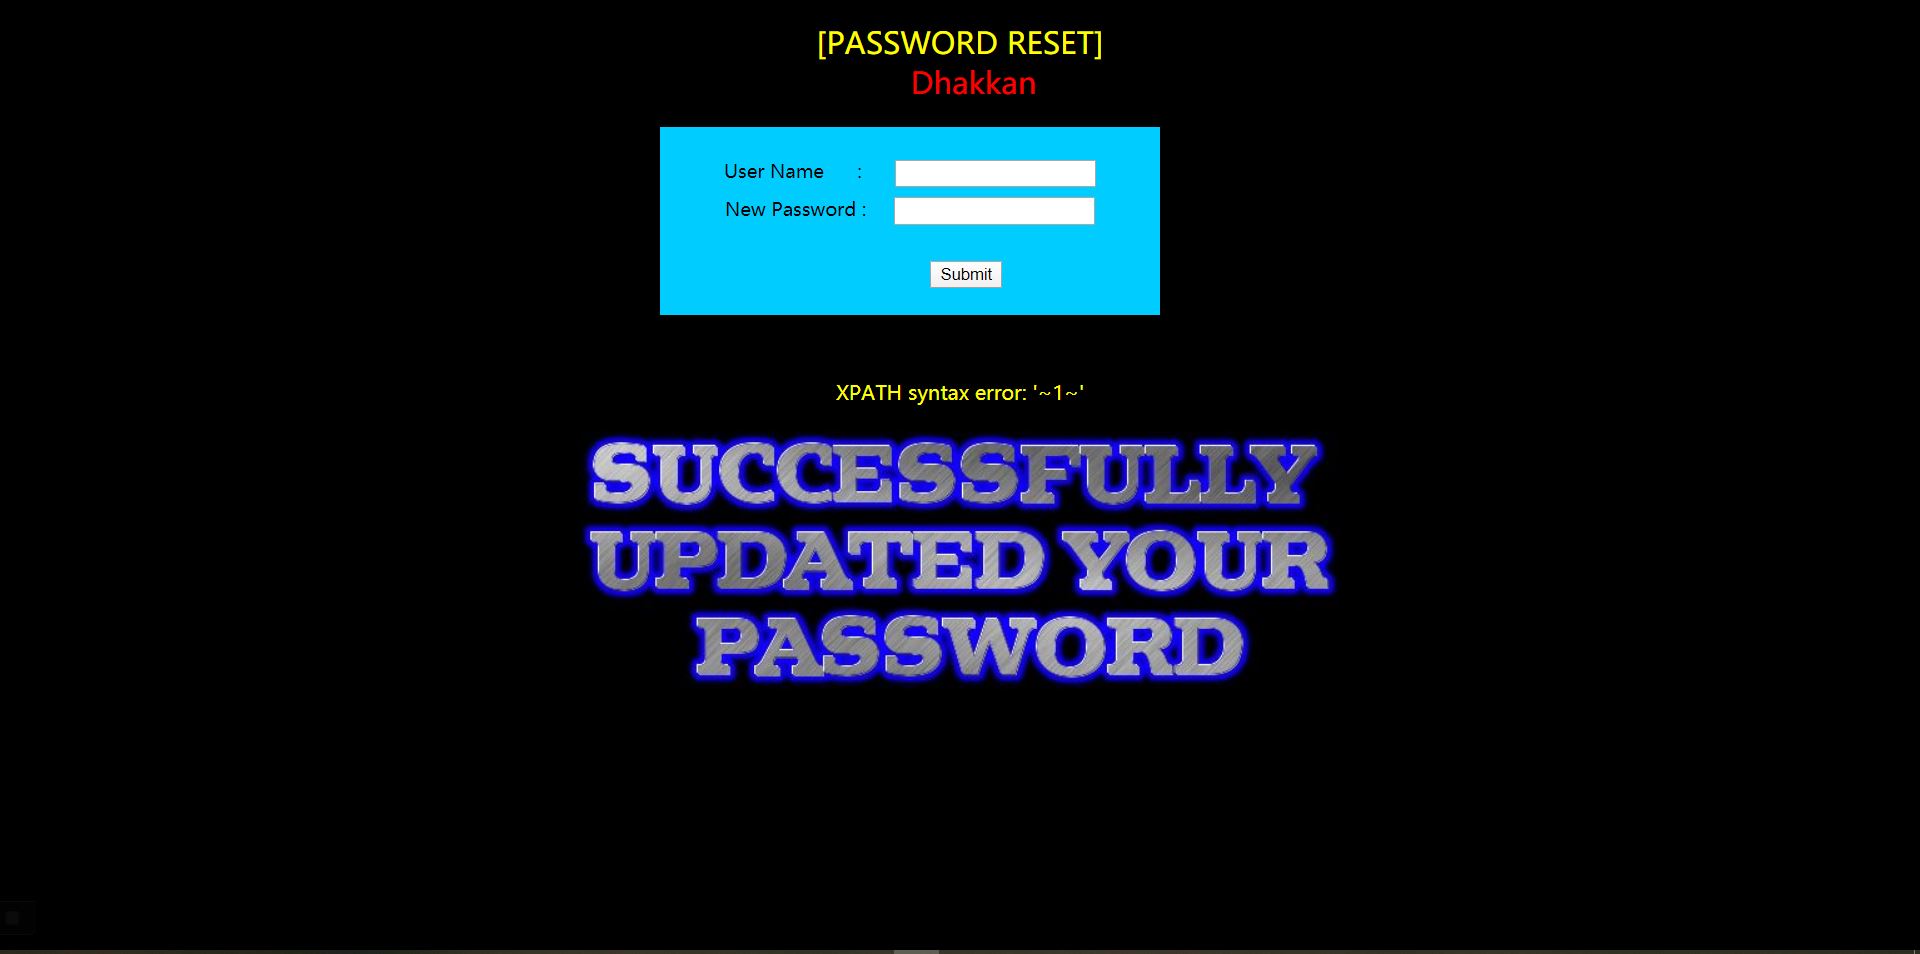 [PASSWORD RESET]
Dhakkan
User Name :
New Password :
Submit
XPATH syntax error: '~1~'
SUCCESSFULLY
UPDATED YOUR
PASSWORD